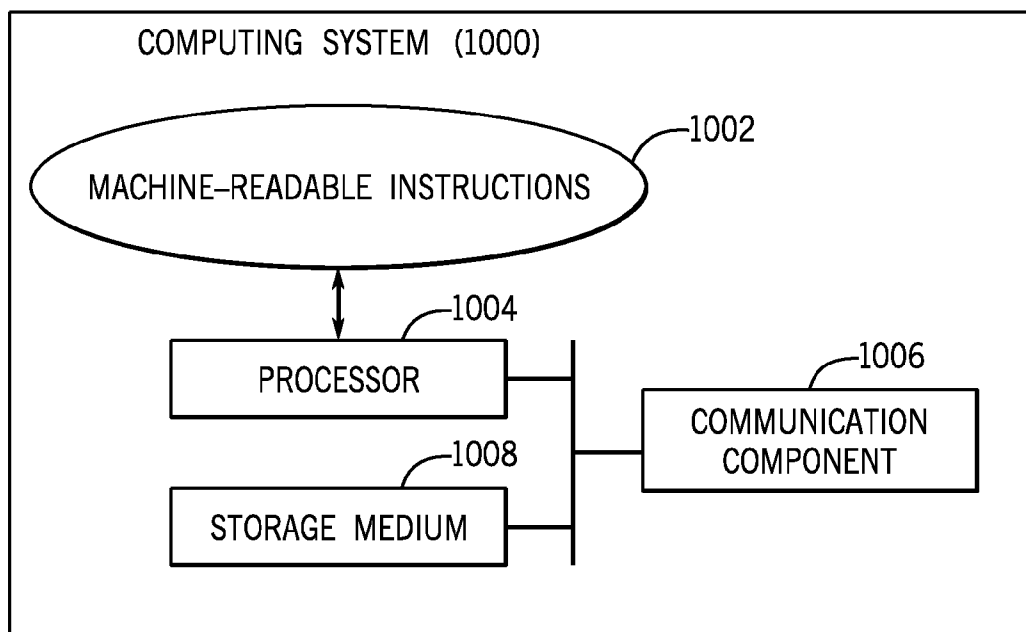 COMPUTING SYSTEM (1000)
1002
MACHINE-READABLE INSTRUCTIONS
1004
PROCESSOR
1006
COMMUNICATION
COMPONENT
1008
STORAGE MEDIUM